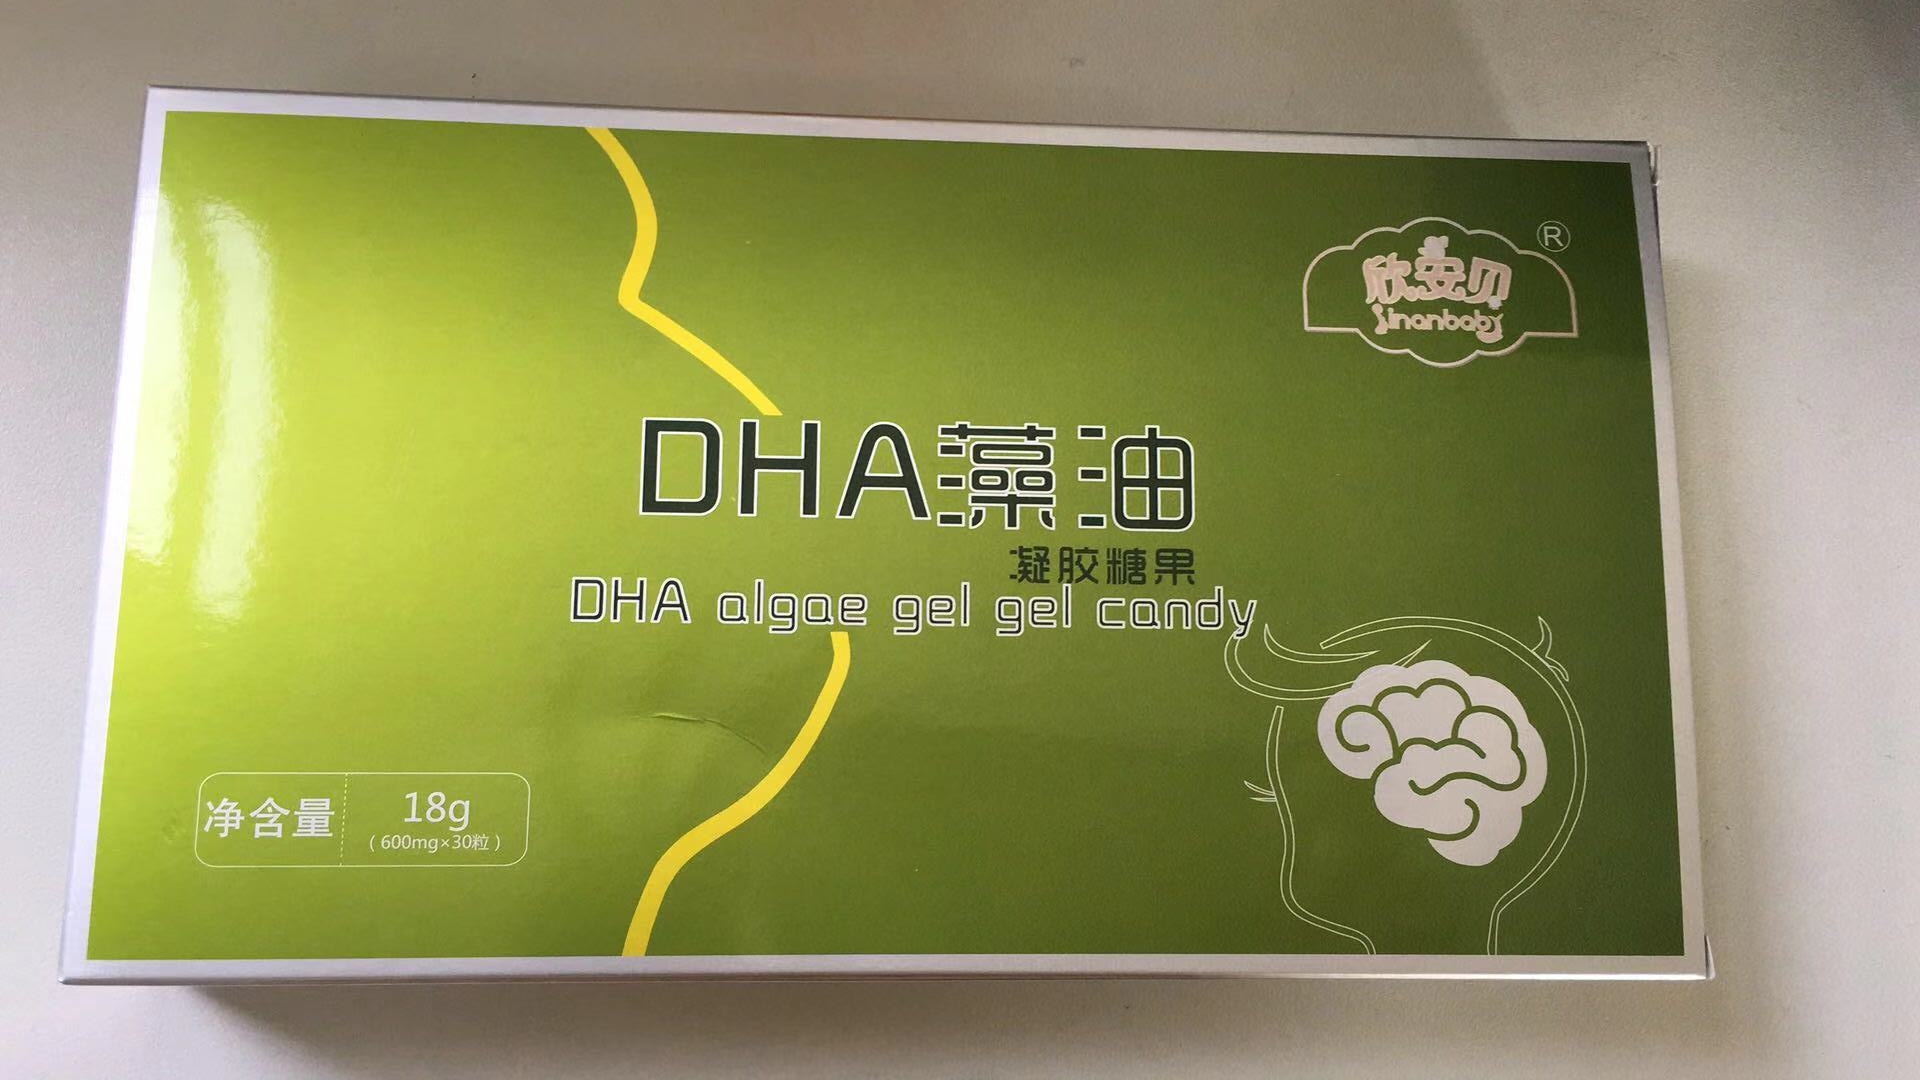 欣安贝
®
Sinanbaby
DHA藻油
凝胶糖果
DHA algae gel gel candy
净含量
18g
（600mg×30粒）